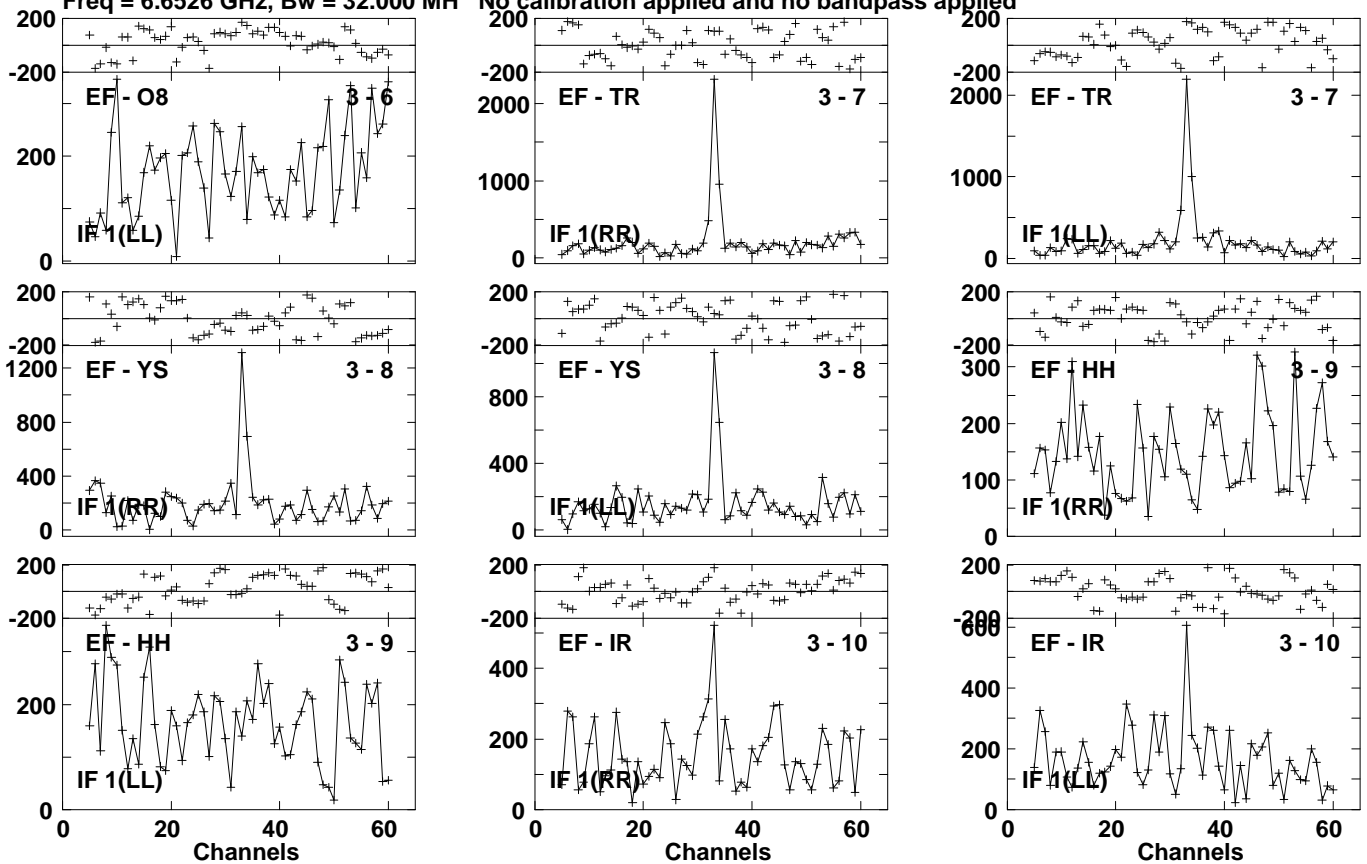 Freq = 6.6526 GHz, Bw = 32.000 MH No calibration applied and no bandpass applied
200
-200
EF - O8 3 - 6
200
0
IF 1(LL)
200
-200
EF - TR 3 - 7
2000
1000
0
IF 1(RR)
200
-200
EF - TR 3 - 7
2000
1000
0
IF 1(LL)
200
-200
EF - YS 3 - 8
1200
800
400
0
IF 1(RR)
200
-200
EF - YS 3 - 8
800
400
0
IF 1(LL)
200
-200
EF - HH 3 - 9
300
200
100
0
IF 1(RR)
200
-200
EF - HH 3 - 9
200
0
IF 1(LL)
0 20 40 60
Channels
200
-200
EF - IR 3 - 10
400
200
0
IF 1(RR)
0 20 40 60
Channels
200
-200
600
EF - IR 3 - 10
400
200
0
IF 1(LL)
0 20 40 60
Channels